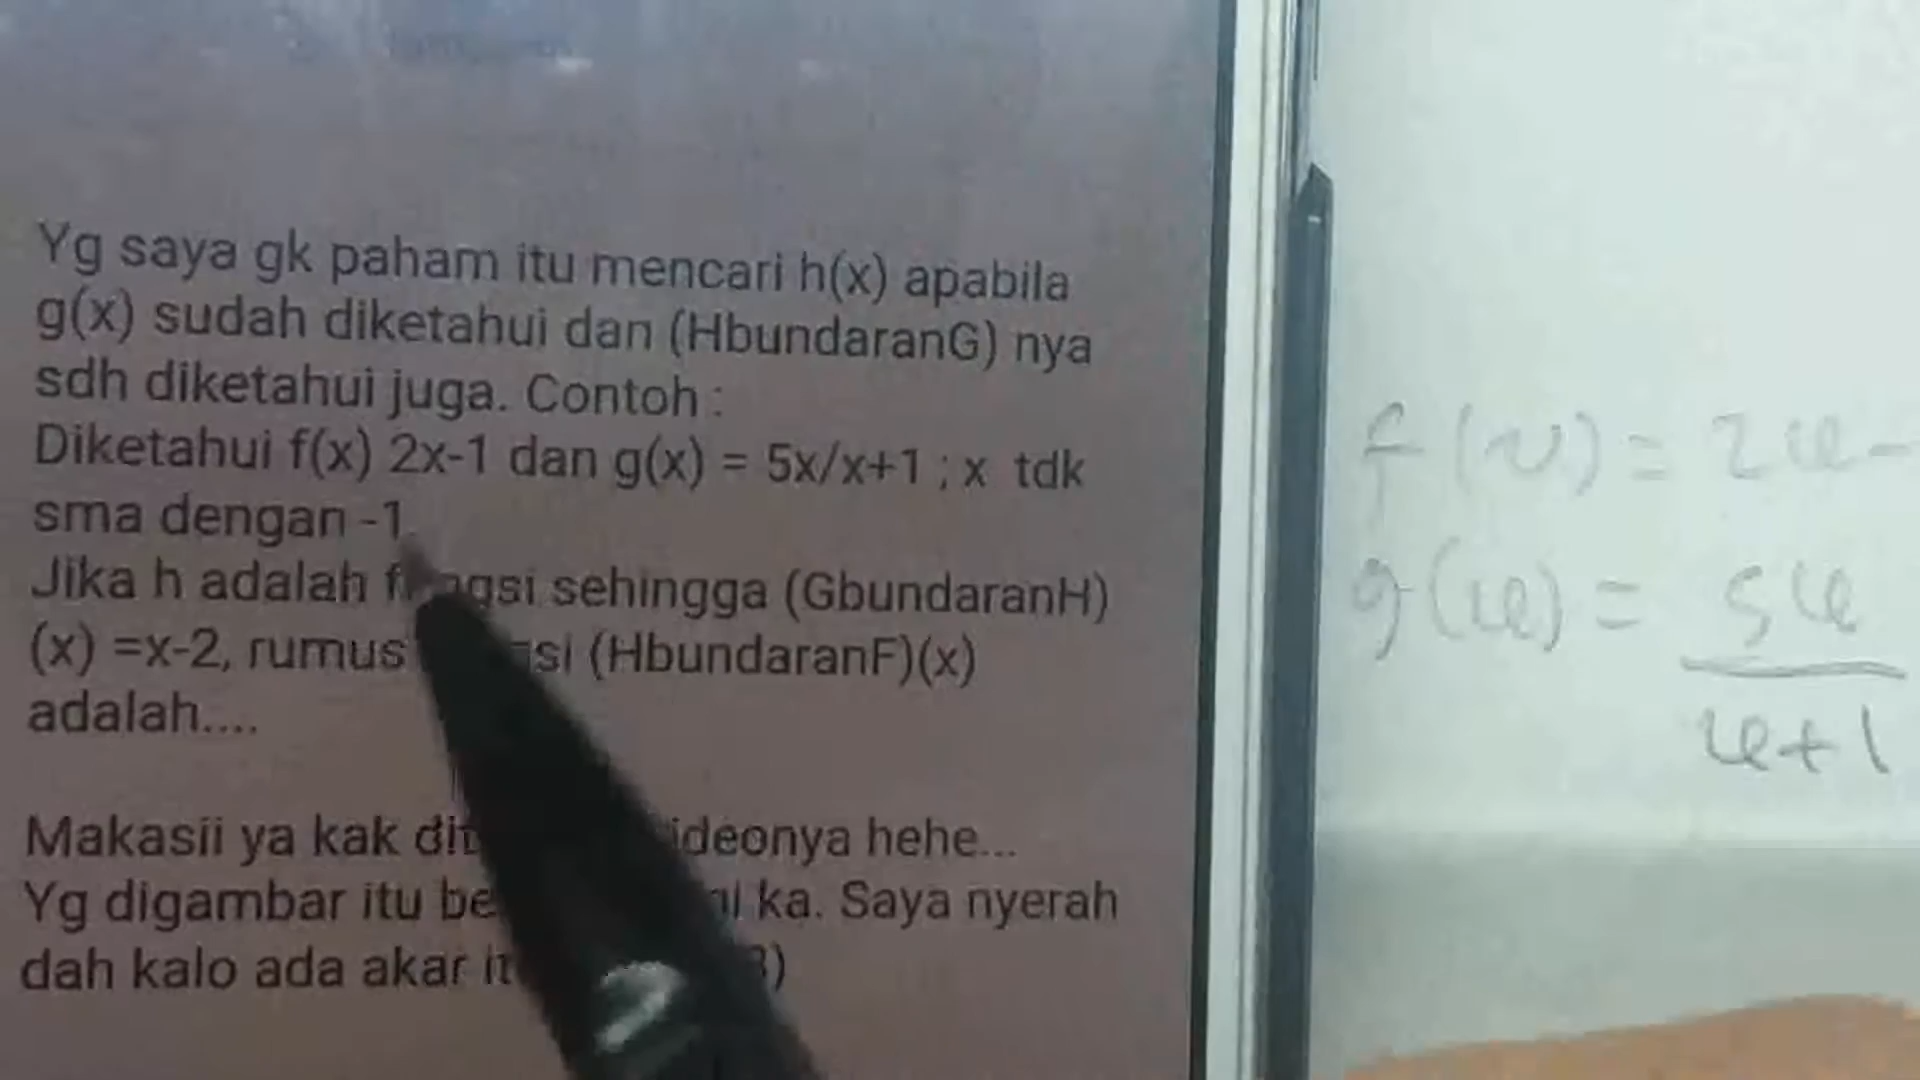 Yg saya gk paham itu mencari h(x) apabila
g(x) sudah diketahui dan (HbundaranG) nya
sdh diketahui juga. Contoh :
Diketahui f(x) 2x-1 dan g(x) = 5x/x+1 ; x tdk
sma dengan -1.
Jika h adalah sehingga (GbundaranH)
(x) =x-2, rumus (HbundaranF)(x)
adalah....
Makasii ya kak ideonya hehe...
Yg digambar itu ka. Saya nyerah
dah kalo ada akar
f(x) = 2x-
g(x) = 5x
x+1